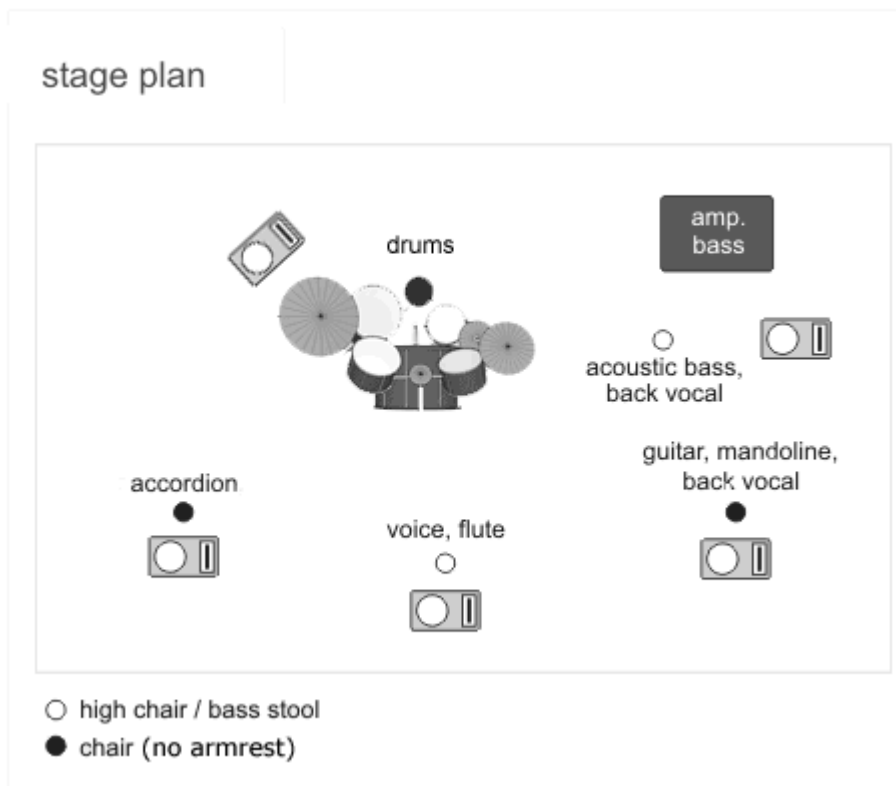 stage plan
drums
amp.
bass
acoustic bass,
back vocal
guitar, mandoline,
back vocal
accordion
voice, flute
high chair / bass stool
chair (no armrest)